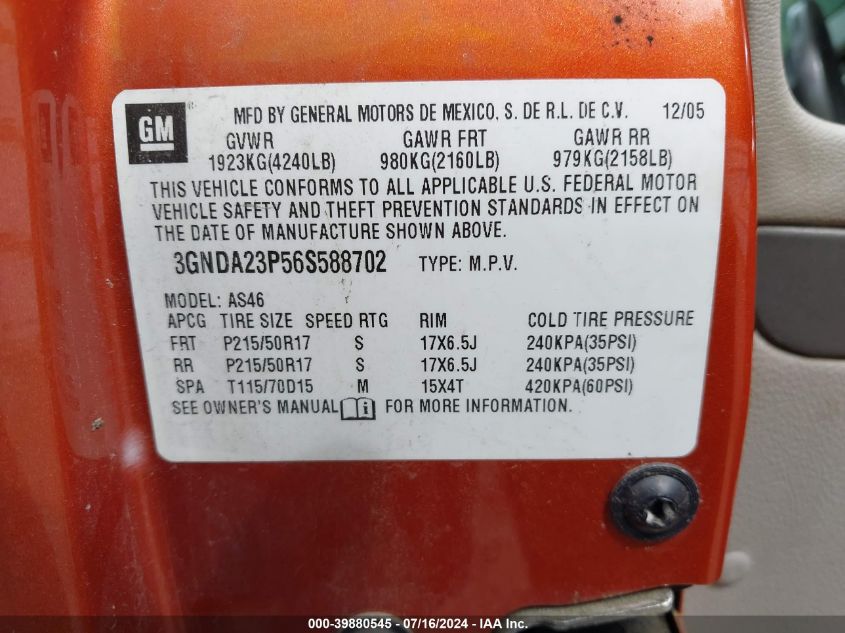 GM
MFD BY GENERAL MOTORS DE MEXICO, S. DE R.L. DE C.V. 12/05
GVWR GAWR FRT GAWR RR
1923KG(4240LB) 980KG(2160LB) 979KG(2158LB)
THIS VEHICLE CONFORMS TO ALL APPLICABLE U.S. FEDERAL MOTOR
VEHICLE SAFETY AND THEFT PREVENTION STANDARDS IN EFFECT ON
THE DATE OF MANUFACTURE SHOWN ABOVE.
3GNDA23P56S588702 TYPE: M.P.V.
MODEL: AS46
APCG TIRE SIZE SPEED RTG RIM COLD TIRE PRESSURE
FRT P215/50R17 S 17X6.5J 240KPA(35PSI)
RR P215/50R17 S 17X6.5J 240KPA(35PSI)
SPA T115/70D15 M 15X4T 420KPA(60PSI)
SEE OWNER'S MANUAL i FOR MORE INFORMATION.
000-39880545 - 07/16/2024 - IAA Inc.